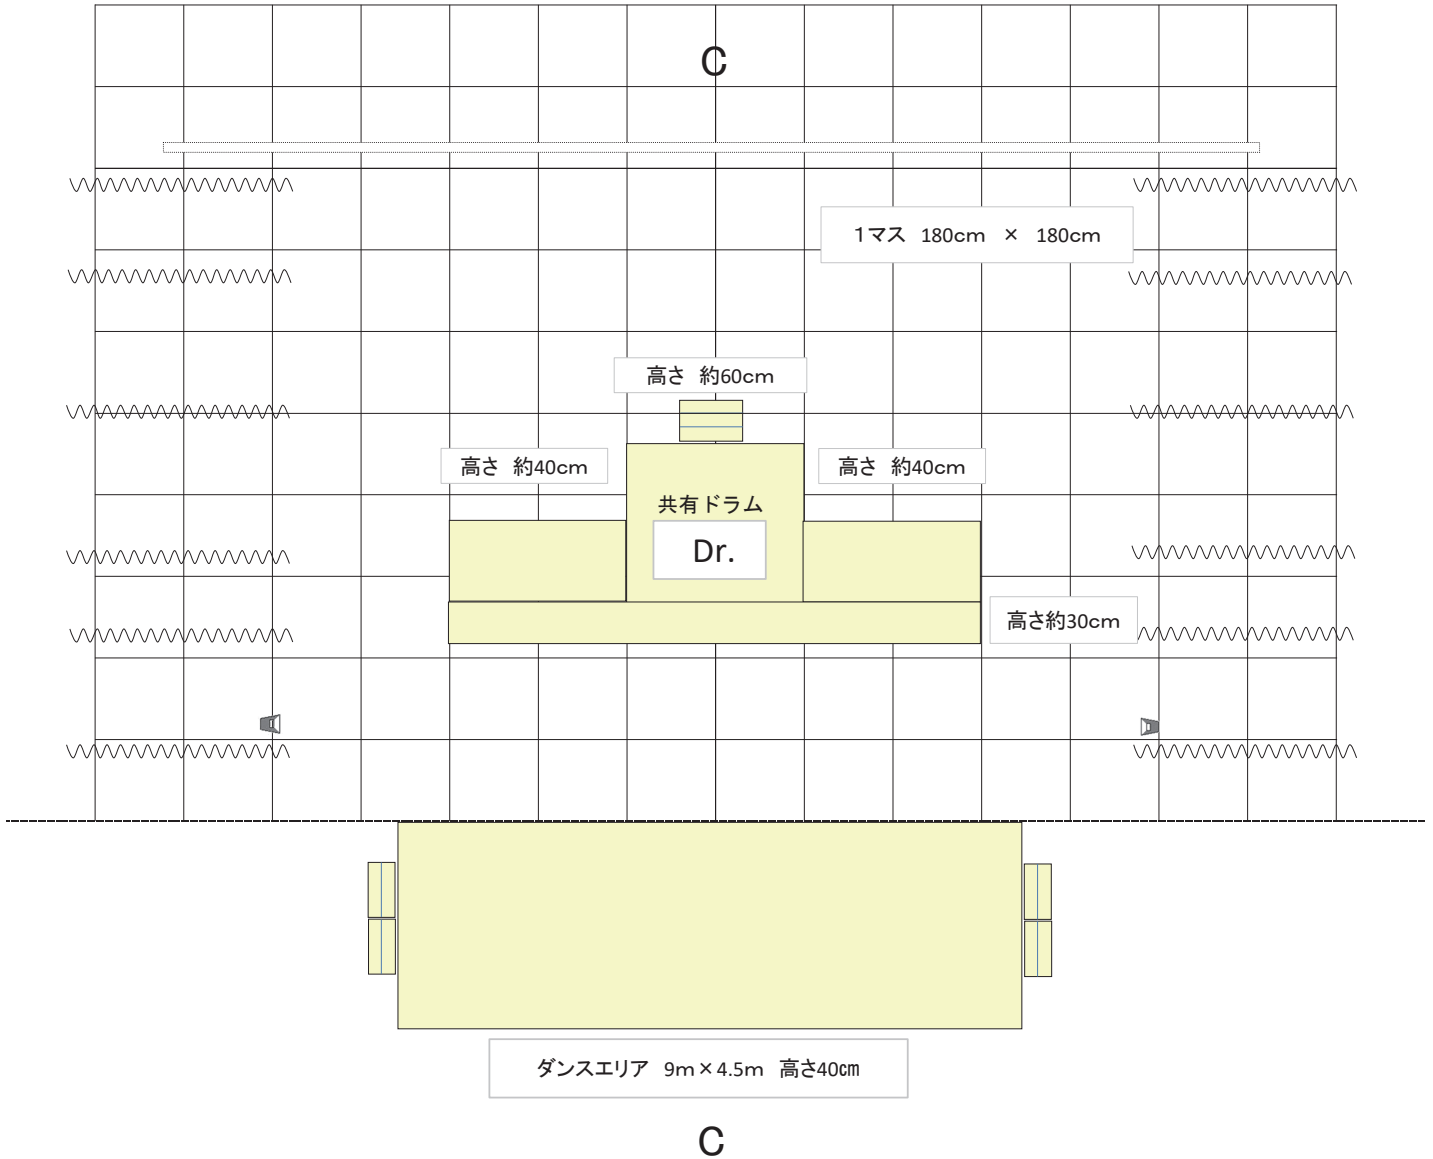 C
1マス 180cm × 180cm
高さ 約60cm
高さ 約40cm
高さ 約40cm
共有ドラム
Dr.
高さ約30cm
ダンスエリア 9m×4.5m 高さ40㎝
C